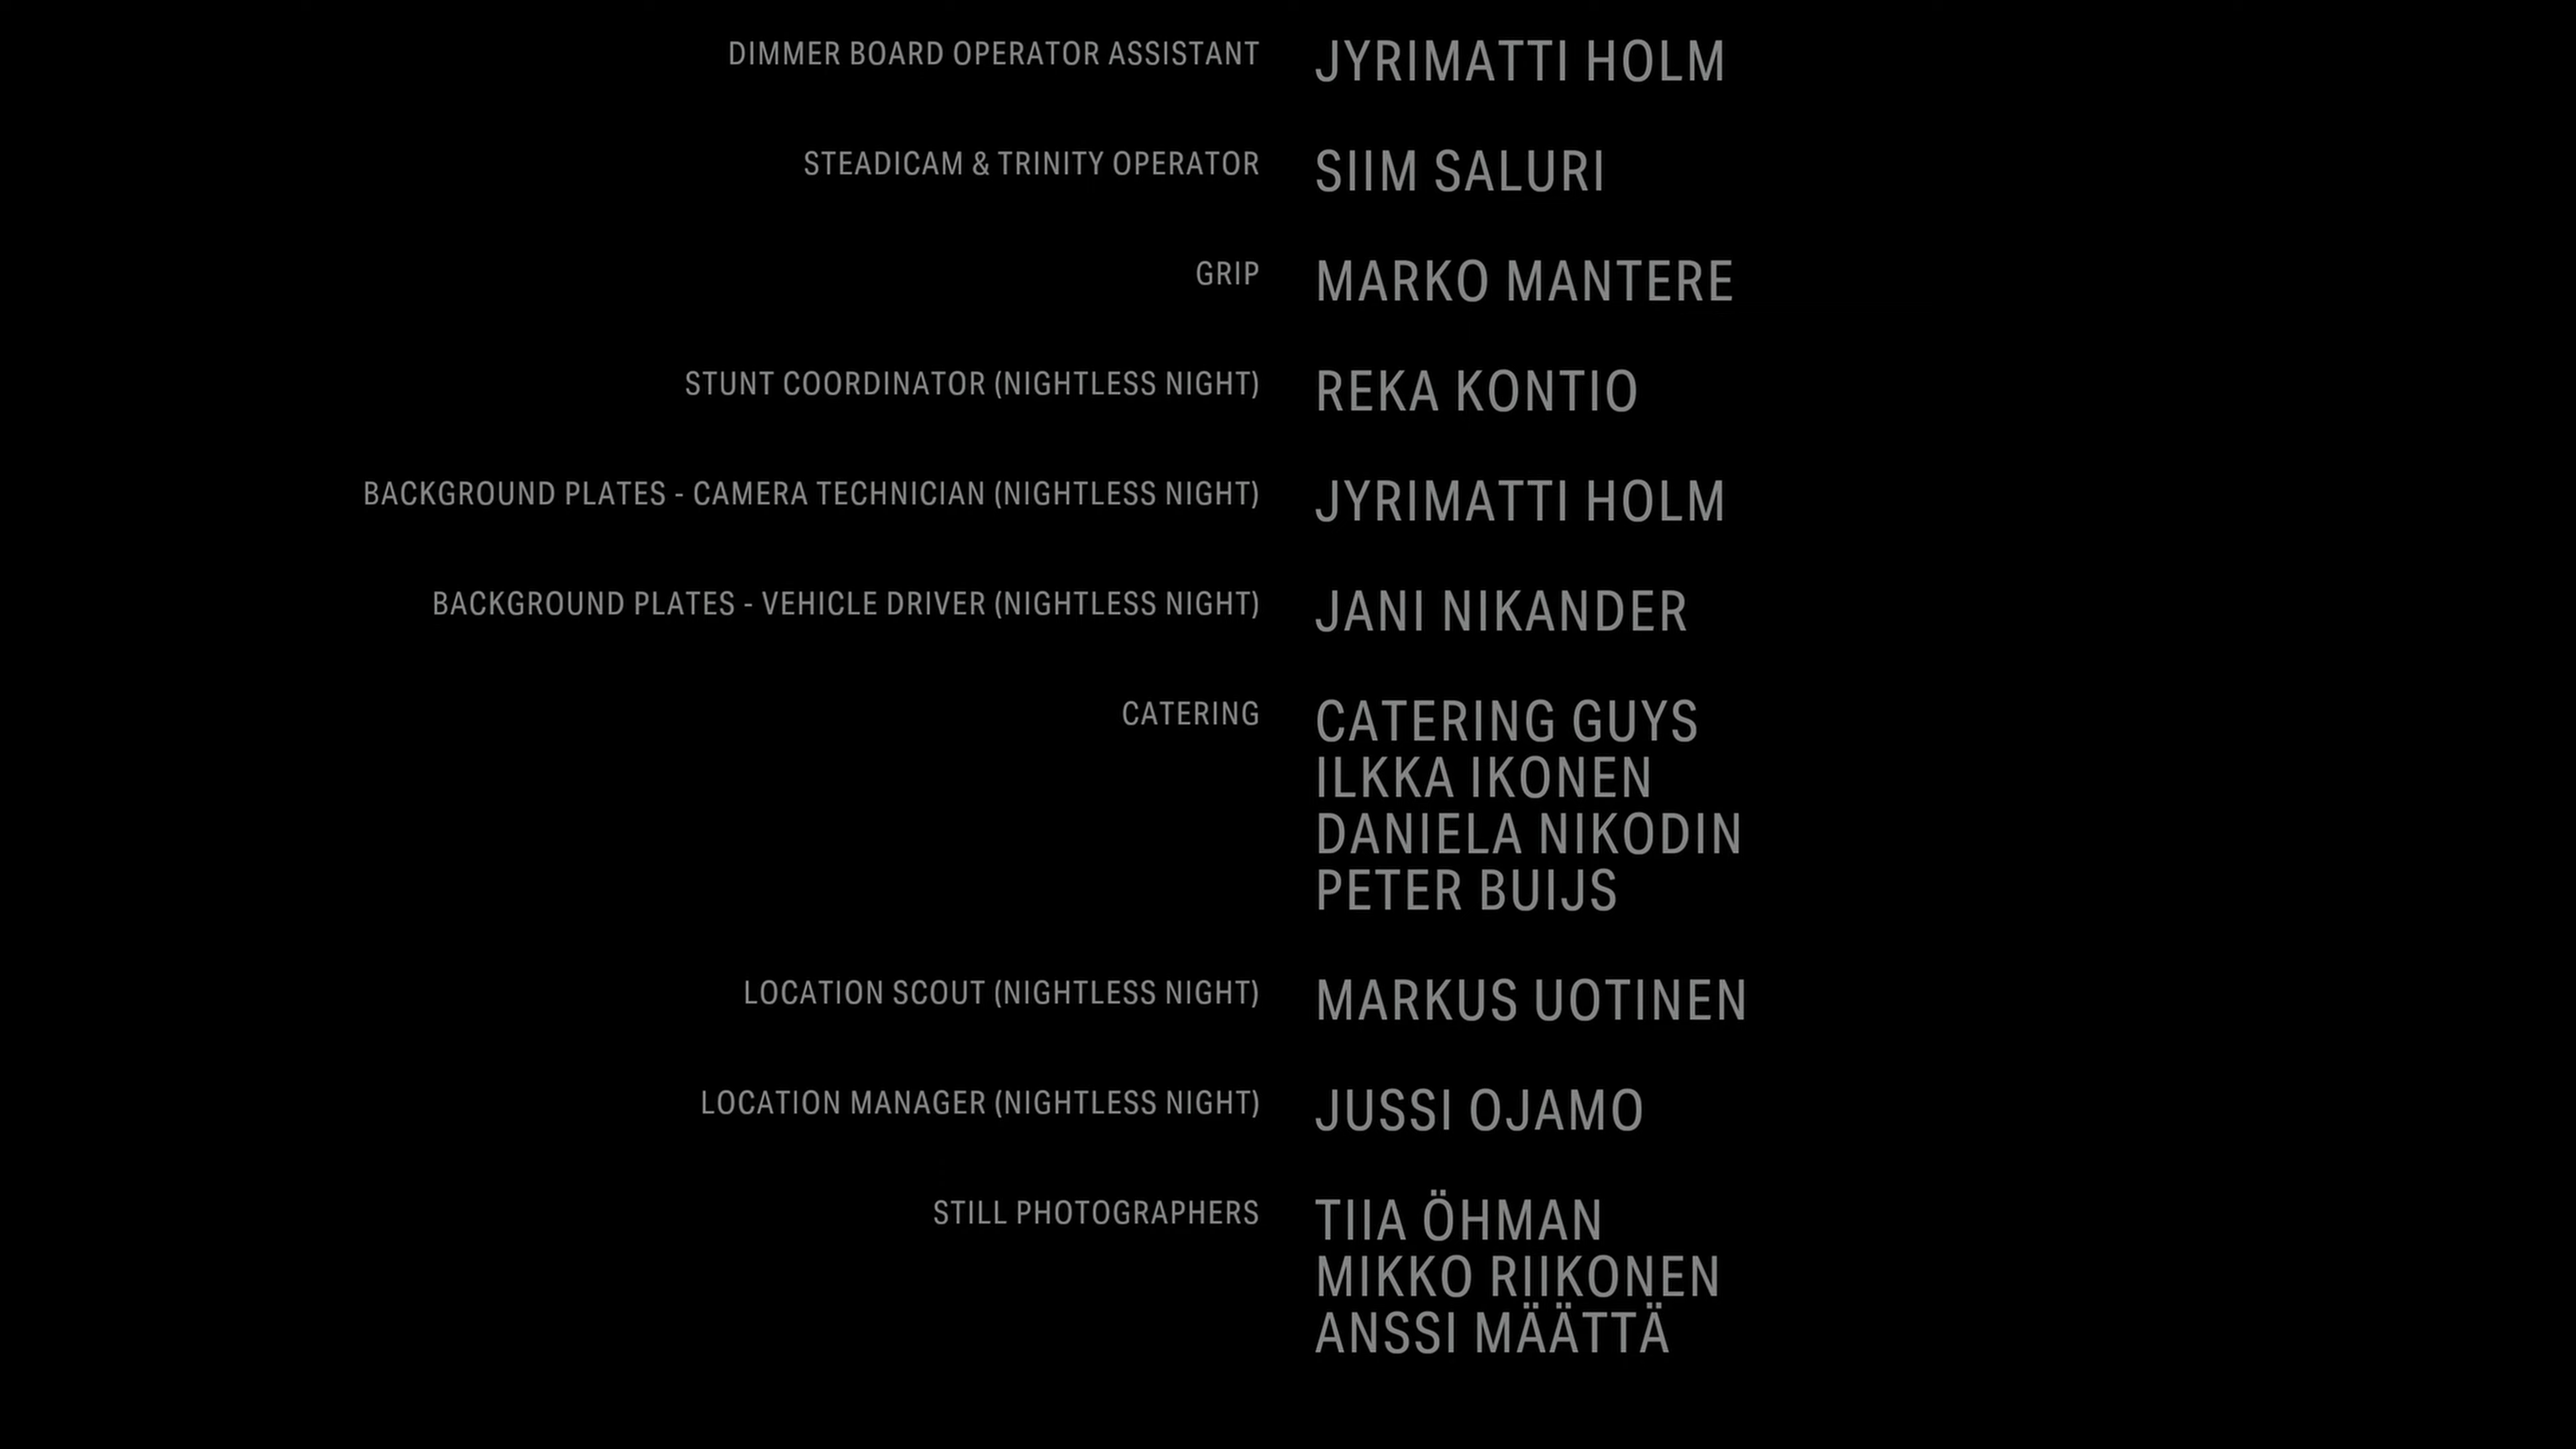 DIMMER BOARD OPERATOR ASSISTANT JYRIMATTI HOLM
STEADICAM & TRINITY OPERATOR SIIM SALURI
GRIP MARKO MANTERE
STUNT COORDINATOR (NIGHTLESS NIGHT) REKA KONTIO
BACKGROUND PLATES - CAMERA TECHNICIAN (NIGHTLESS NIGHT) JYRIMATTI HOLM
BACKGROUND PLATES - VEHICLE DRIVER (NIGHTLESS NIGHT) JANI NIKANDER
CATERING CATERING GUYS
ILKKA IKONEN
DANIELA NIKODIN
PETER BUIJS
LOCATION SCOUT (NIGHTLESS NIGHT) MARKUS UOTINEN
LOCATION MANAGER (NIGHTLESS NIGHT) JUSSI OJAMO
STILL PHOTOGRAPHERS TIIA ÖHMAN
MIKKO RIIKONEN
ANSSI MÄÄTTÄ